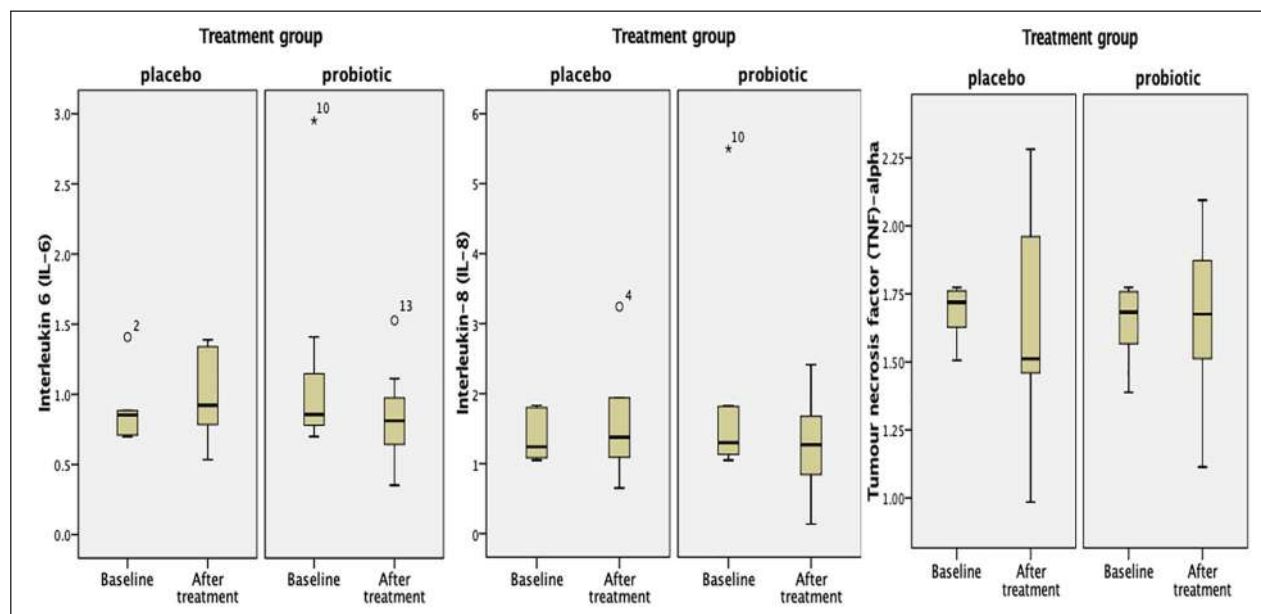 Treatment group
placebo probiotic
Interleukin 6 (IL-6)
3.0
2.5
2.0
1.5
1.0
0.5
0.0
2
10
13
Baseline After treatment Baseline After treatment
Treatment group
placebo probiotic
Interleukin-8 (IL-8)
6
5
4
3
2
1
0
4
10
Baseline After treatment Baseline After treatment
Treatment group
placebo probiotic
Tumour necrosis factor (TNF)-alpha
2.25
2.00
1.75
1.50
1.25
1.00
Baseline After treatment Baseline After treatment